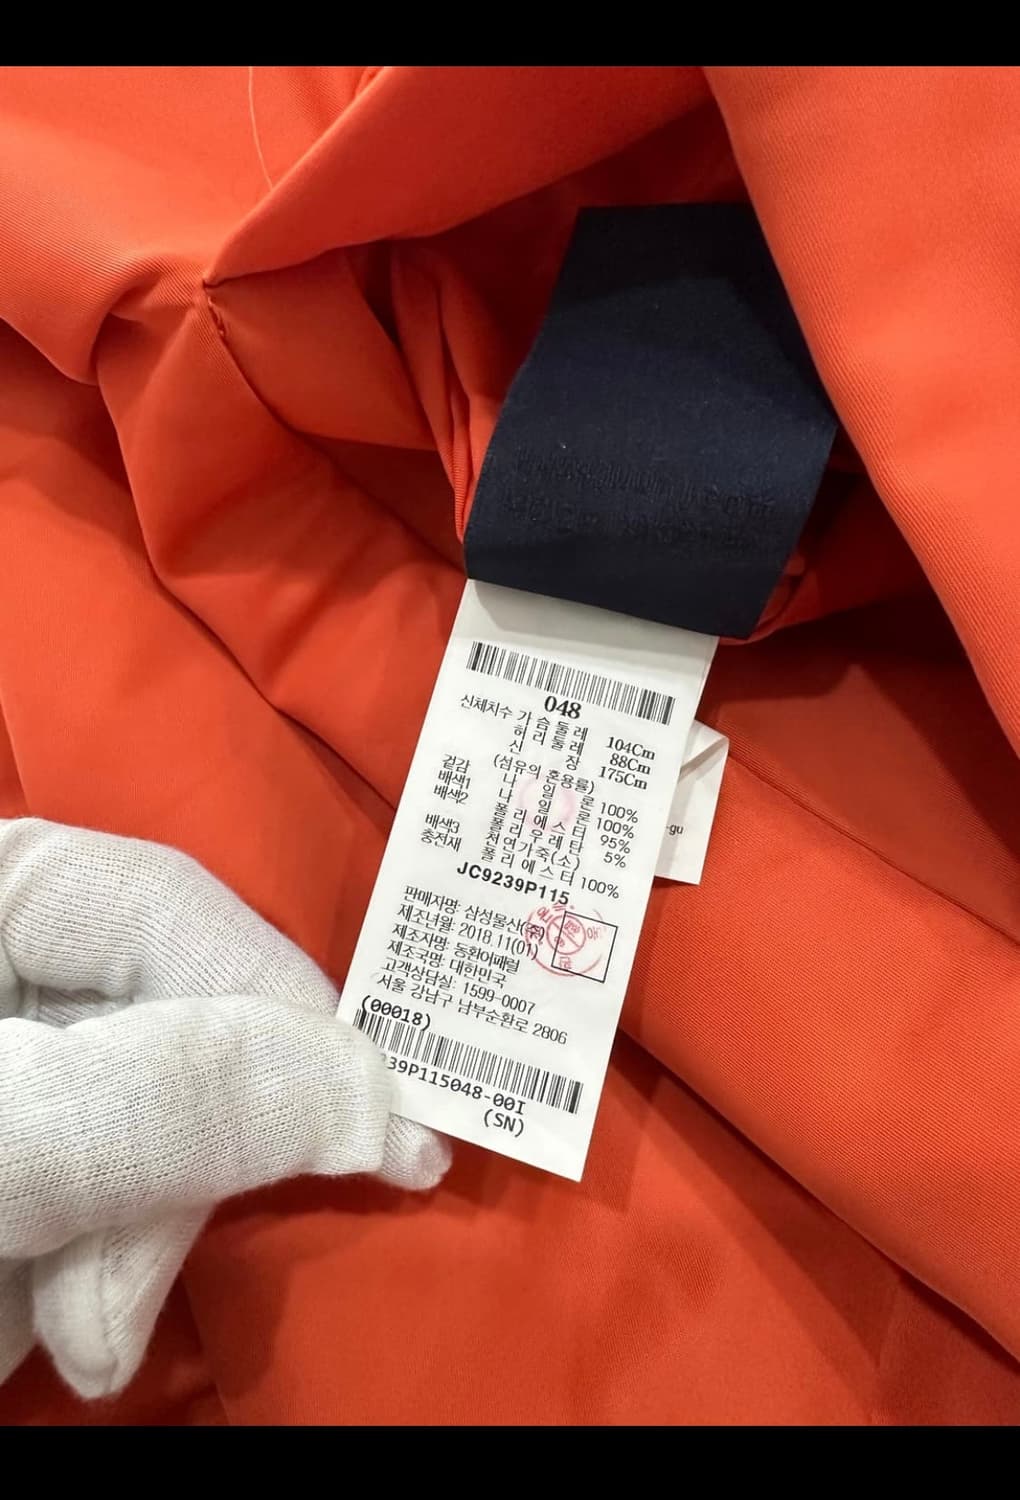 048
신체치수 가 슴 둘 레 104Cm
허 리 둘 레 88Cm
신 장 175Cm
(섬유의 혼용률)
겉감 나 일 론 100%
배색1 나 일 론 100%
배색2 폴 리 에 스 터 95%
폴 리 우 레 탄 5%
배색3 천연가죽(소)
충전재 폴 리 에 스 터 100%
JC9239P115
판매자명: 삼성물산(주)
제조년월: 2018.11(01)
제조자명: 동환어패럴
제조국명: 대한민국
고객상담실: 1599-0007
서울 강남구 남부순환로 2806
(00018)
39P115048-00I
(SN)
-gu